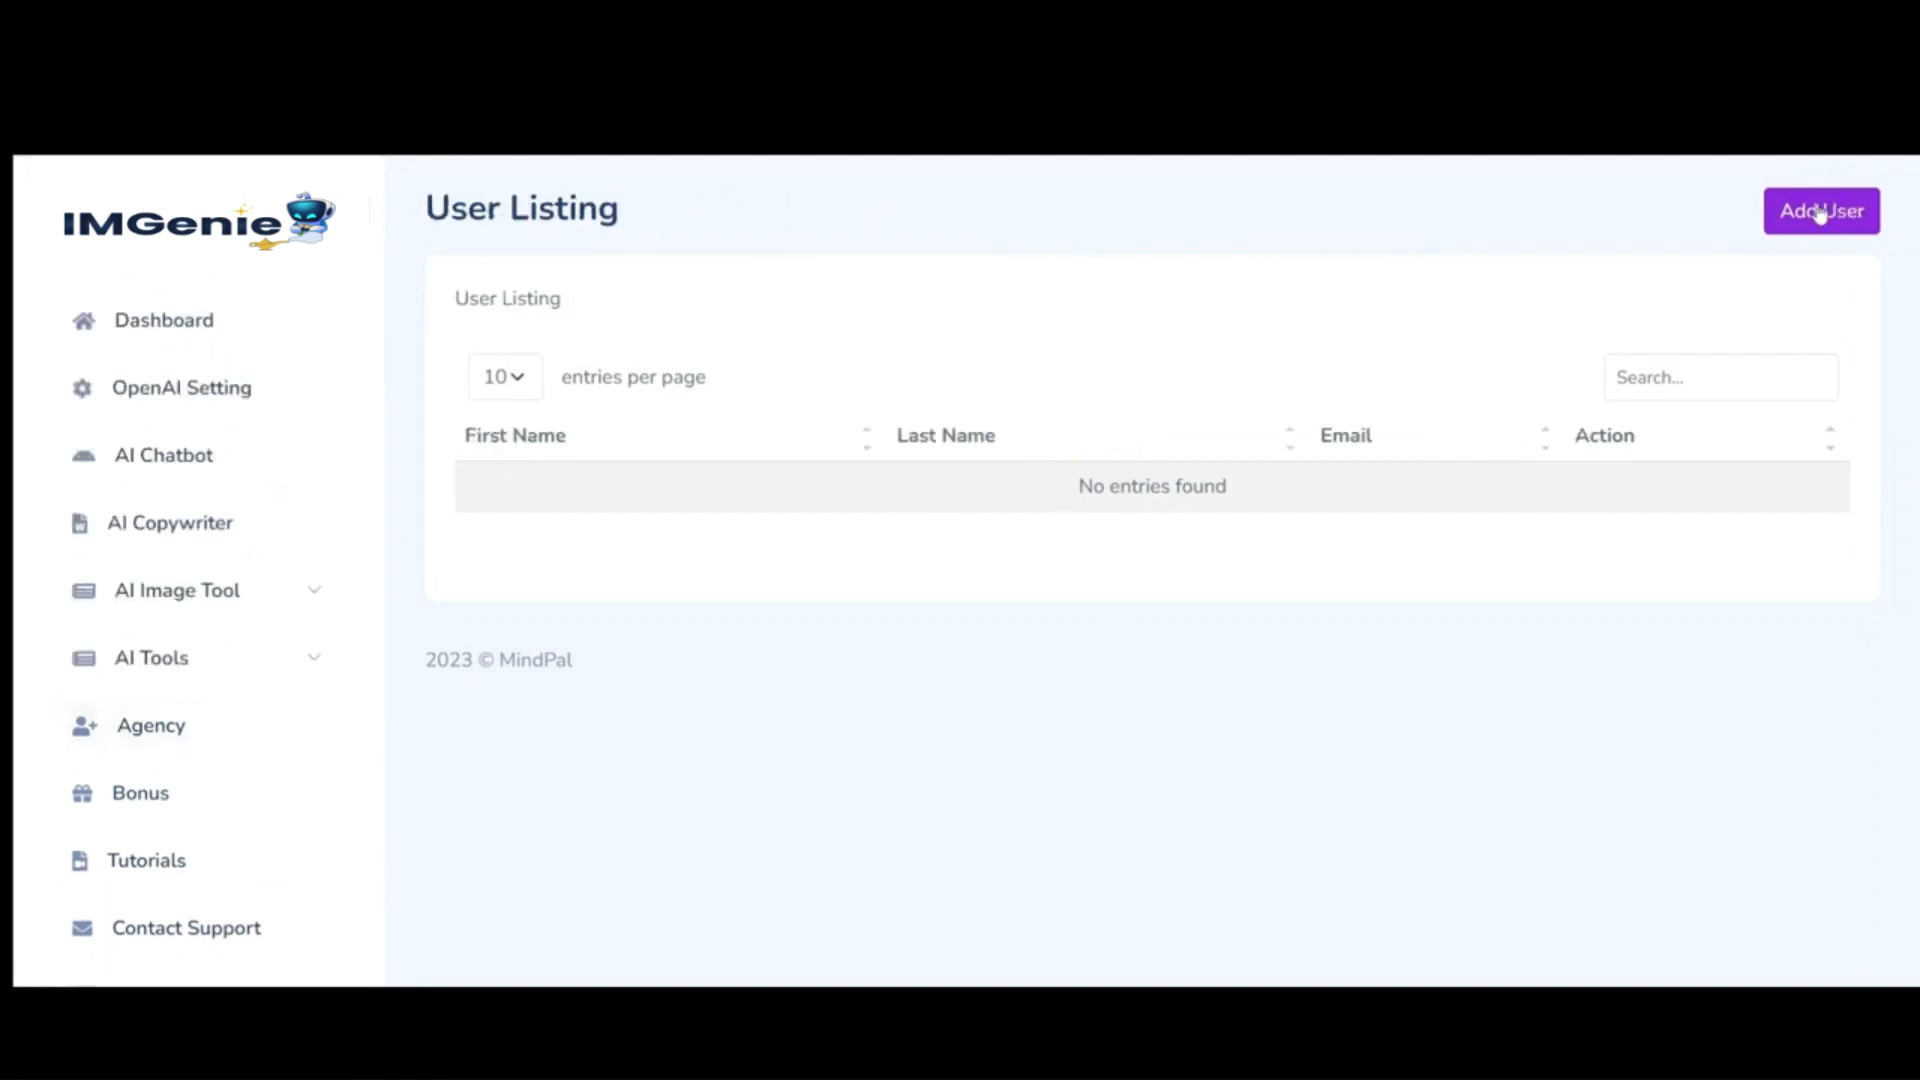 IMGenie
User Listing
Add User
Dashboard
OpenAI Setting
AI Chatbot
AI Copywriter
AI Image Tool
AI Tools
Agency
Bonus
Tutorials
Contact Support
User Listing
10 entries per page
Search...
First Name Last Name Email Action
No entries found
2023 © MindPal